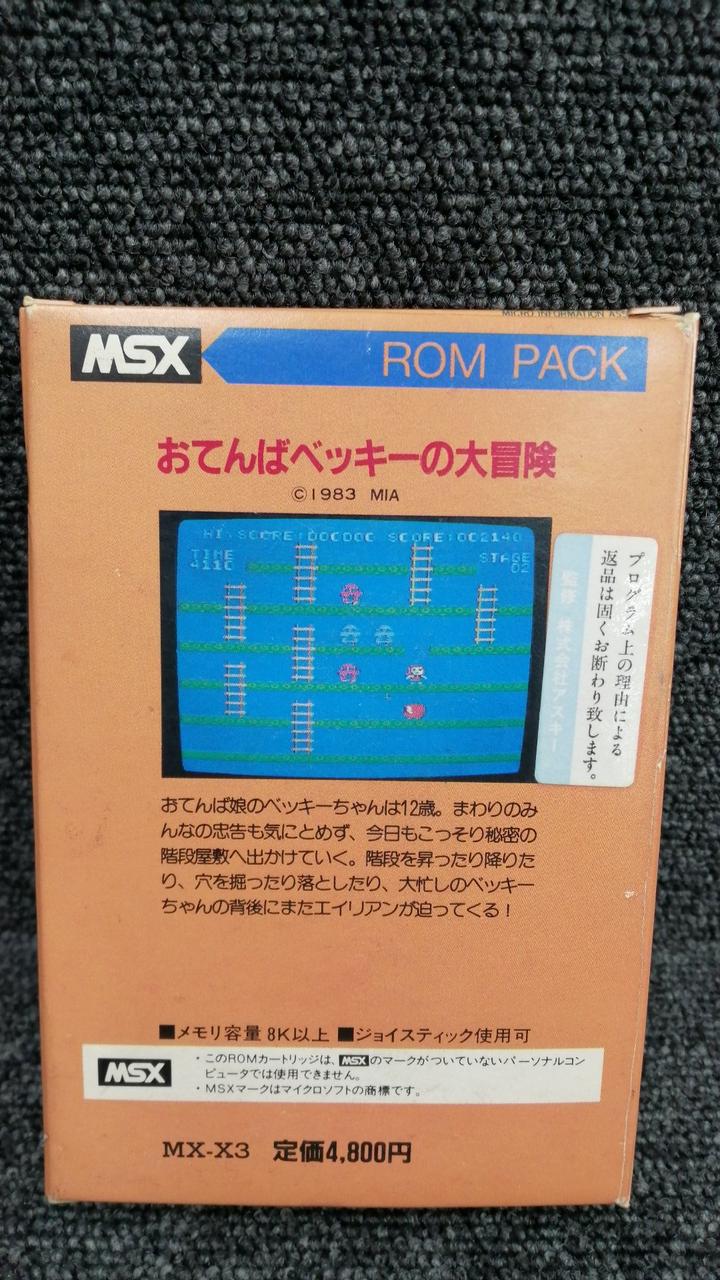 MICRO INFORMATION ASS
MSX
ROM PACK
おてんばベッキーの大冒険
©1983 MIA
HI-SCORE:000000 SCORE:002140
TIME
4110
STAGE
02
プログラム上の理由による
返品は固くお断わり致します。
監修 株式会社アスキー
おてんば娘のベッキーちゃんは12歳。まわりのみ
んなの忠告も気にとめず、今日もこっそり秘密の
階段屋敷へ出かけていく。階段を昇ったり降りた
り、穴を掘ったり落としたり、大忙しのベッキー
ちゃんの背後にまたエイリアンが迫ってくる！
■メモリ容量 8K以上 ■ジョイスティック使用可
MSX
・このROMカートリッジは、MSXのマークがついていないパーソナルコン
ピュータでは使用できません。
・MSXマークはマイクロソフトの商標です。
MX-X3 定価4,800円